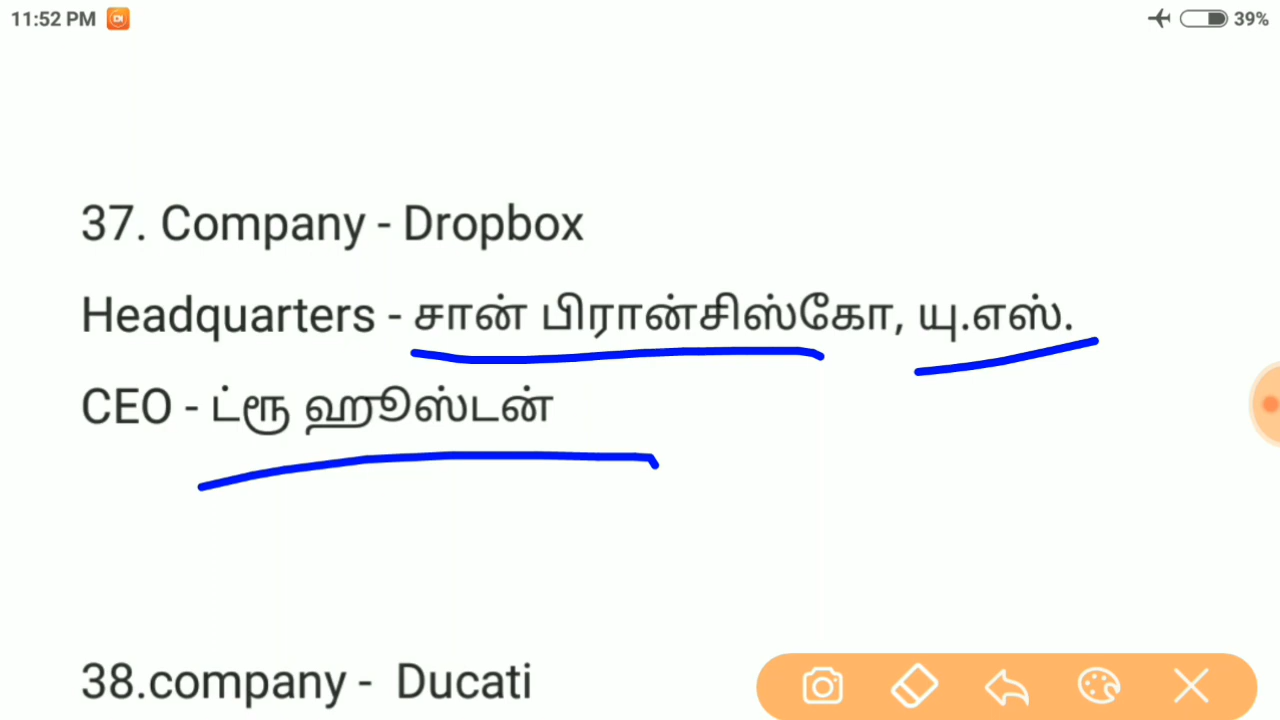 11:52 PM 39%
37. Company - Dropbox
Headquarters - சான் பிரான்சிஸ்கோ, யு.எஸ்.
CEO - ட்ரூ ஹூஸ்டன்
38.company - Ducati